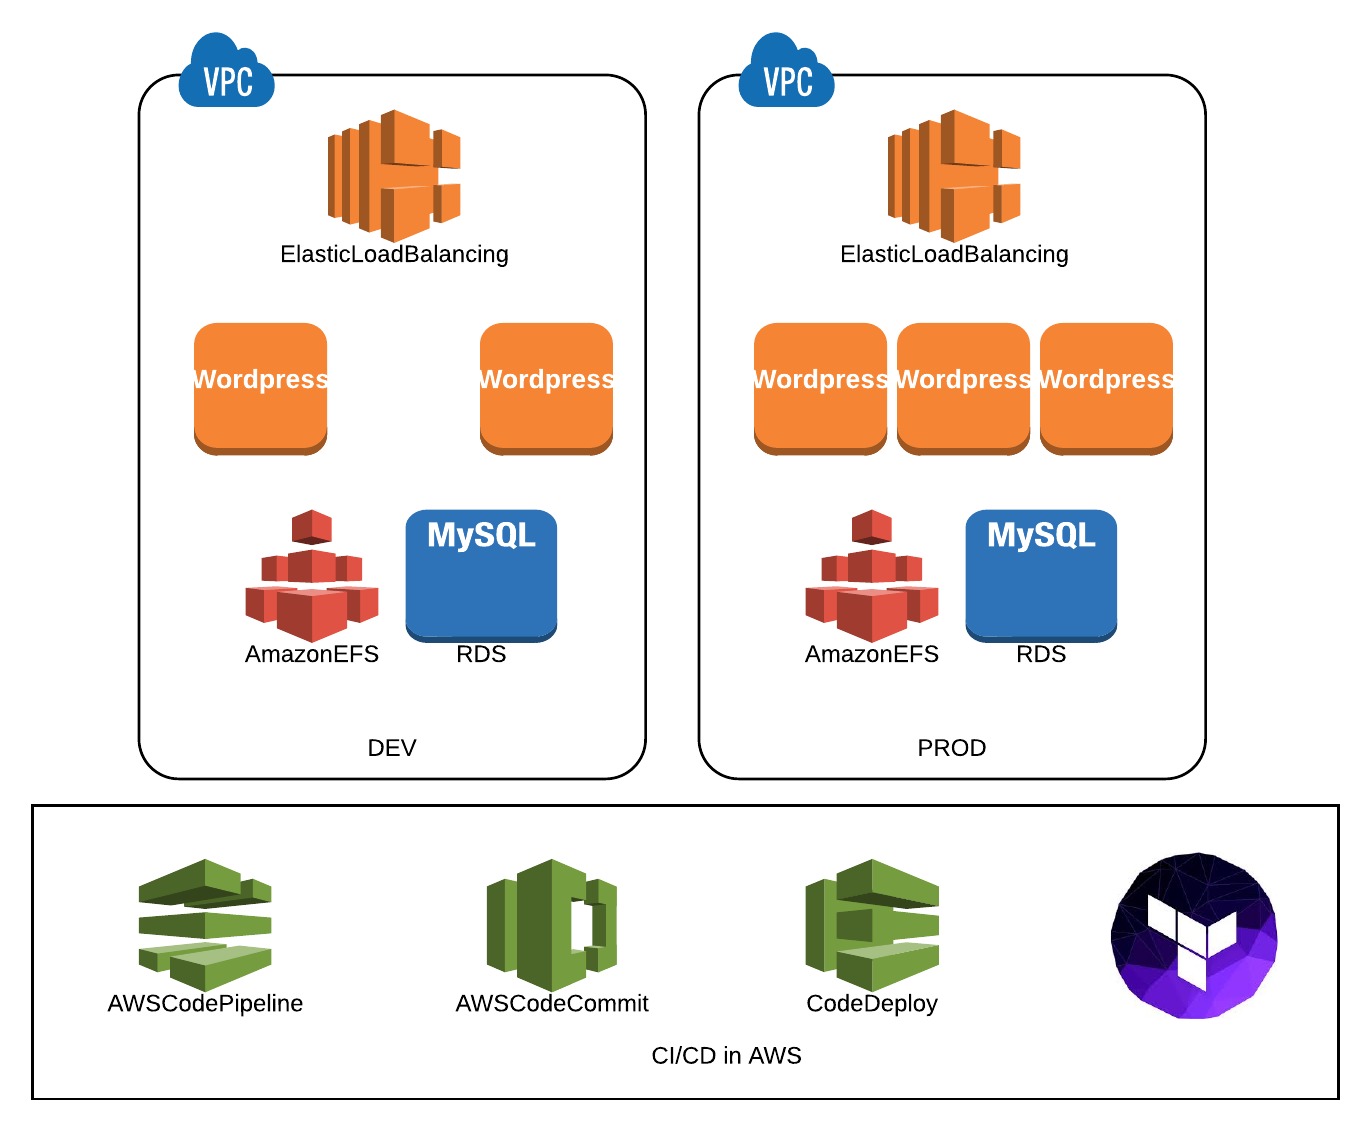 VPC
VPC
ElasticLoadBalancing
ElasticLoadBalancing
Wordpress
Wordpress
Wordpress
Wordpress
Wordpress
MySQL
MySQL
AmazonEFS
RDS
AmazonEFS
RDS
DEV
PROD
AWSCodePipeline
AWSCodeCommit
CodeDeploy
CI/CD in AWS